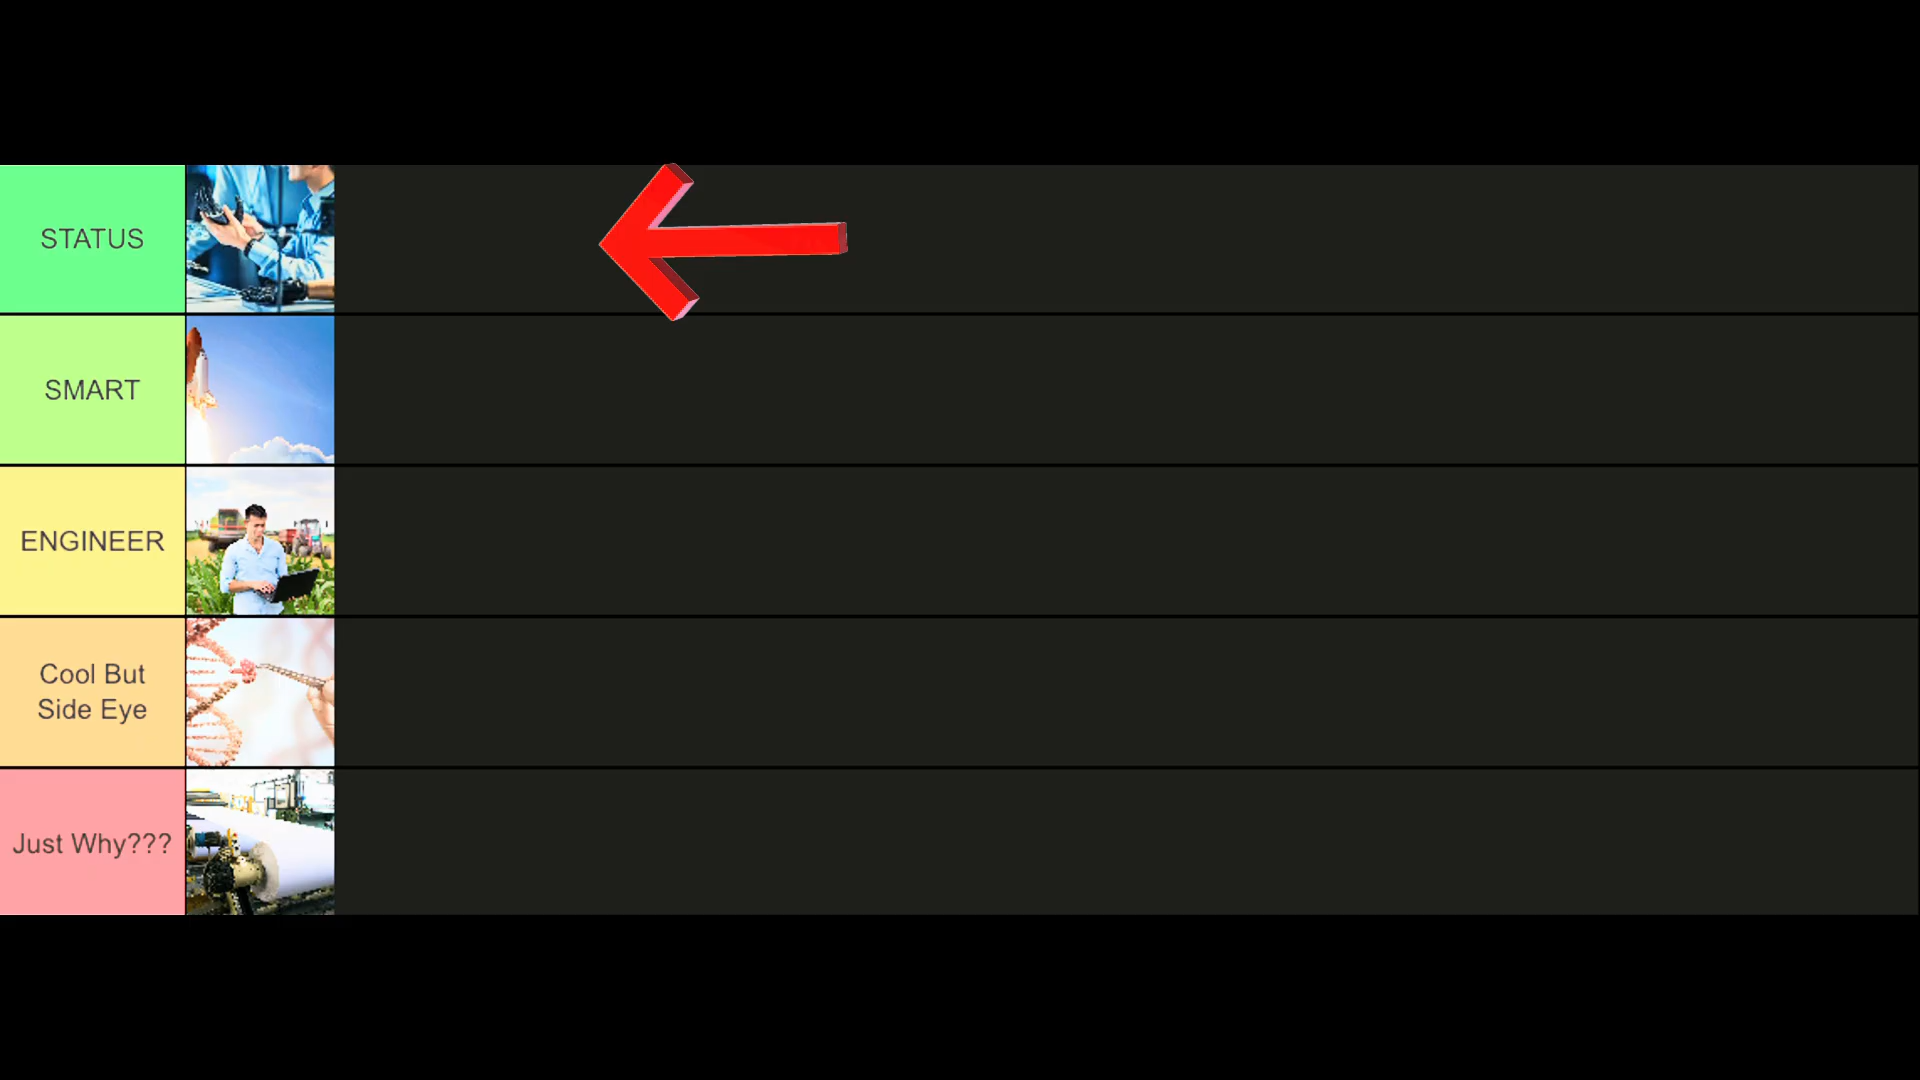 STATUS
SMART
ENGINEER
Cool But
Side Eye
Just Why???